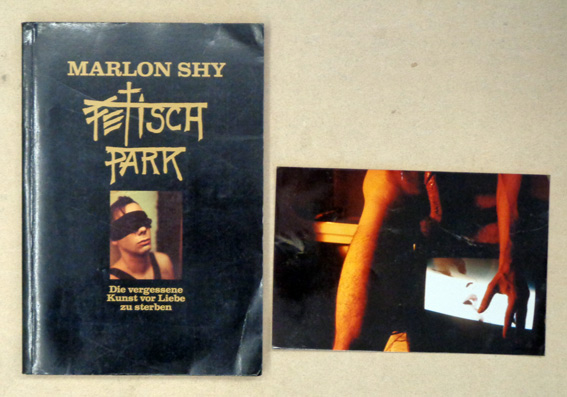 MARLON SHY
FETISCH
PARK
Die vergessene
Kunst vor Liebe
zu sterben